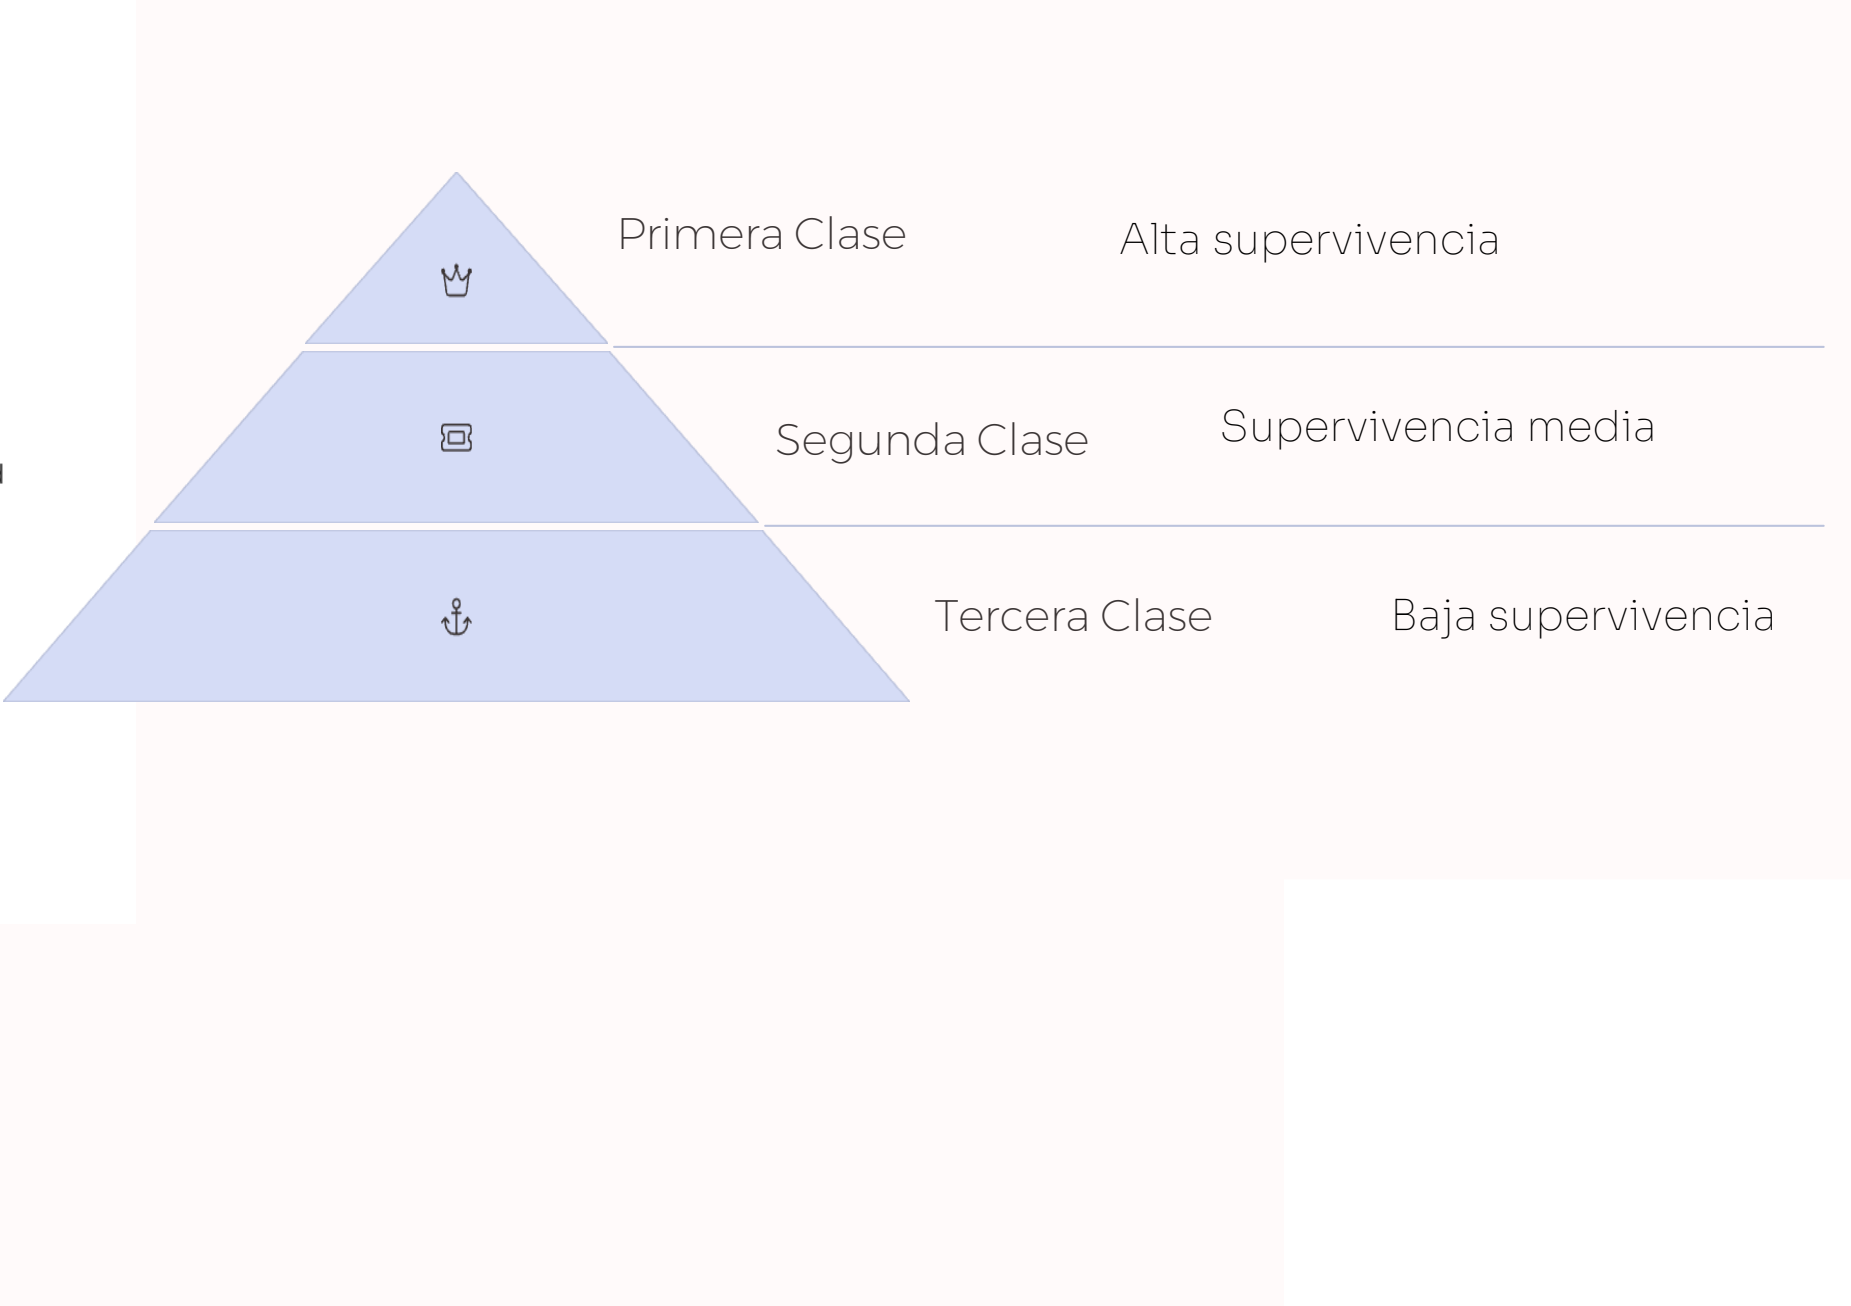 Primera Clase
Alta supervivencia
Segunda Clase
Supervivencia media
Tercera Clase
Baja supervivencia